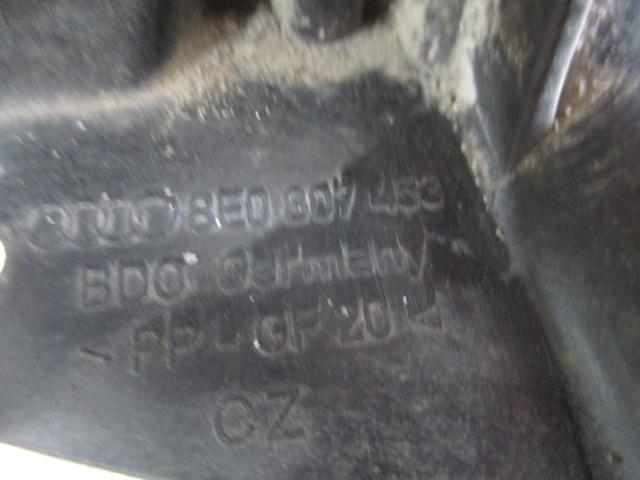 8E0 807 453
BDO Germany
>PP-GF20<
CZ